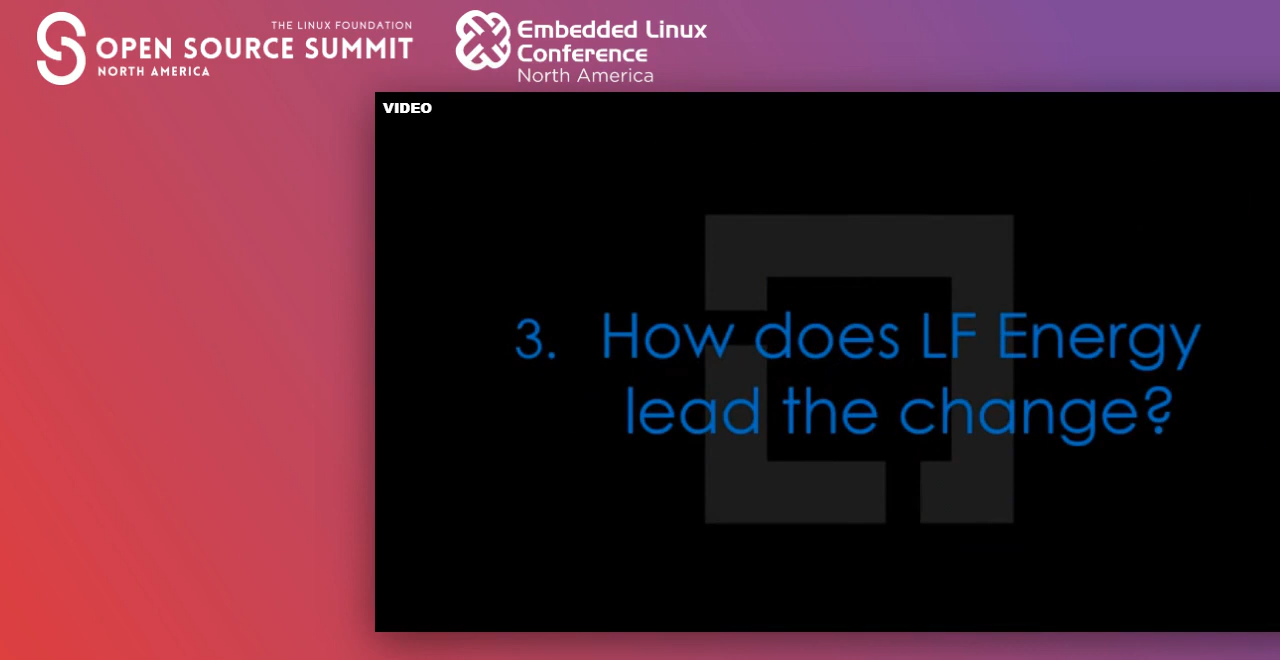 THE LINUX FOUNDATION
OPEN SOURCE SUMMIT
NORTH AMERICA
Embedded Linux
Conference
North America
VIDEO
3. How does LF Energy
lead the change?